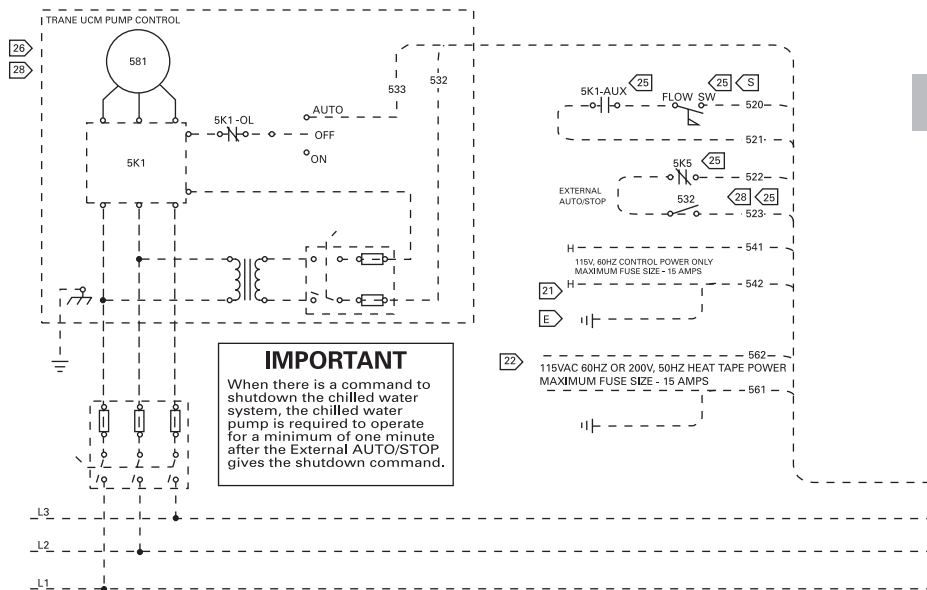 TRANE UCM PUMP CONTROL
26
28
581
533
532
5K1-AUX
25
FLOW SW
25
S
520
521
5K1-OL
AUTO
OFF
ON
5K1
5K5
25
522
EXTERNAL
AUTO/STOP
532
28
25
523
H
541
115V, 60HZ CONTROL POWER ONLY
MAXIMUM FUSE SIZE - 15 AMPS
21
H
542
E
22
562
115VAC 60HZ OR 200V, 50HZ HEAT TAPE POWER
MAXIMUM FUSE SIZE - 15 AMPS
561
IMPORTANT
When there is a command to
shutdown the chilled water
system, the chilled water
pump is required to operate
for a minimum of one minute
after the External AUTO/STOP
gives the shutdown command.
L3
L2
L1